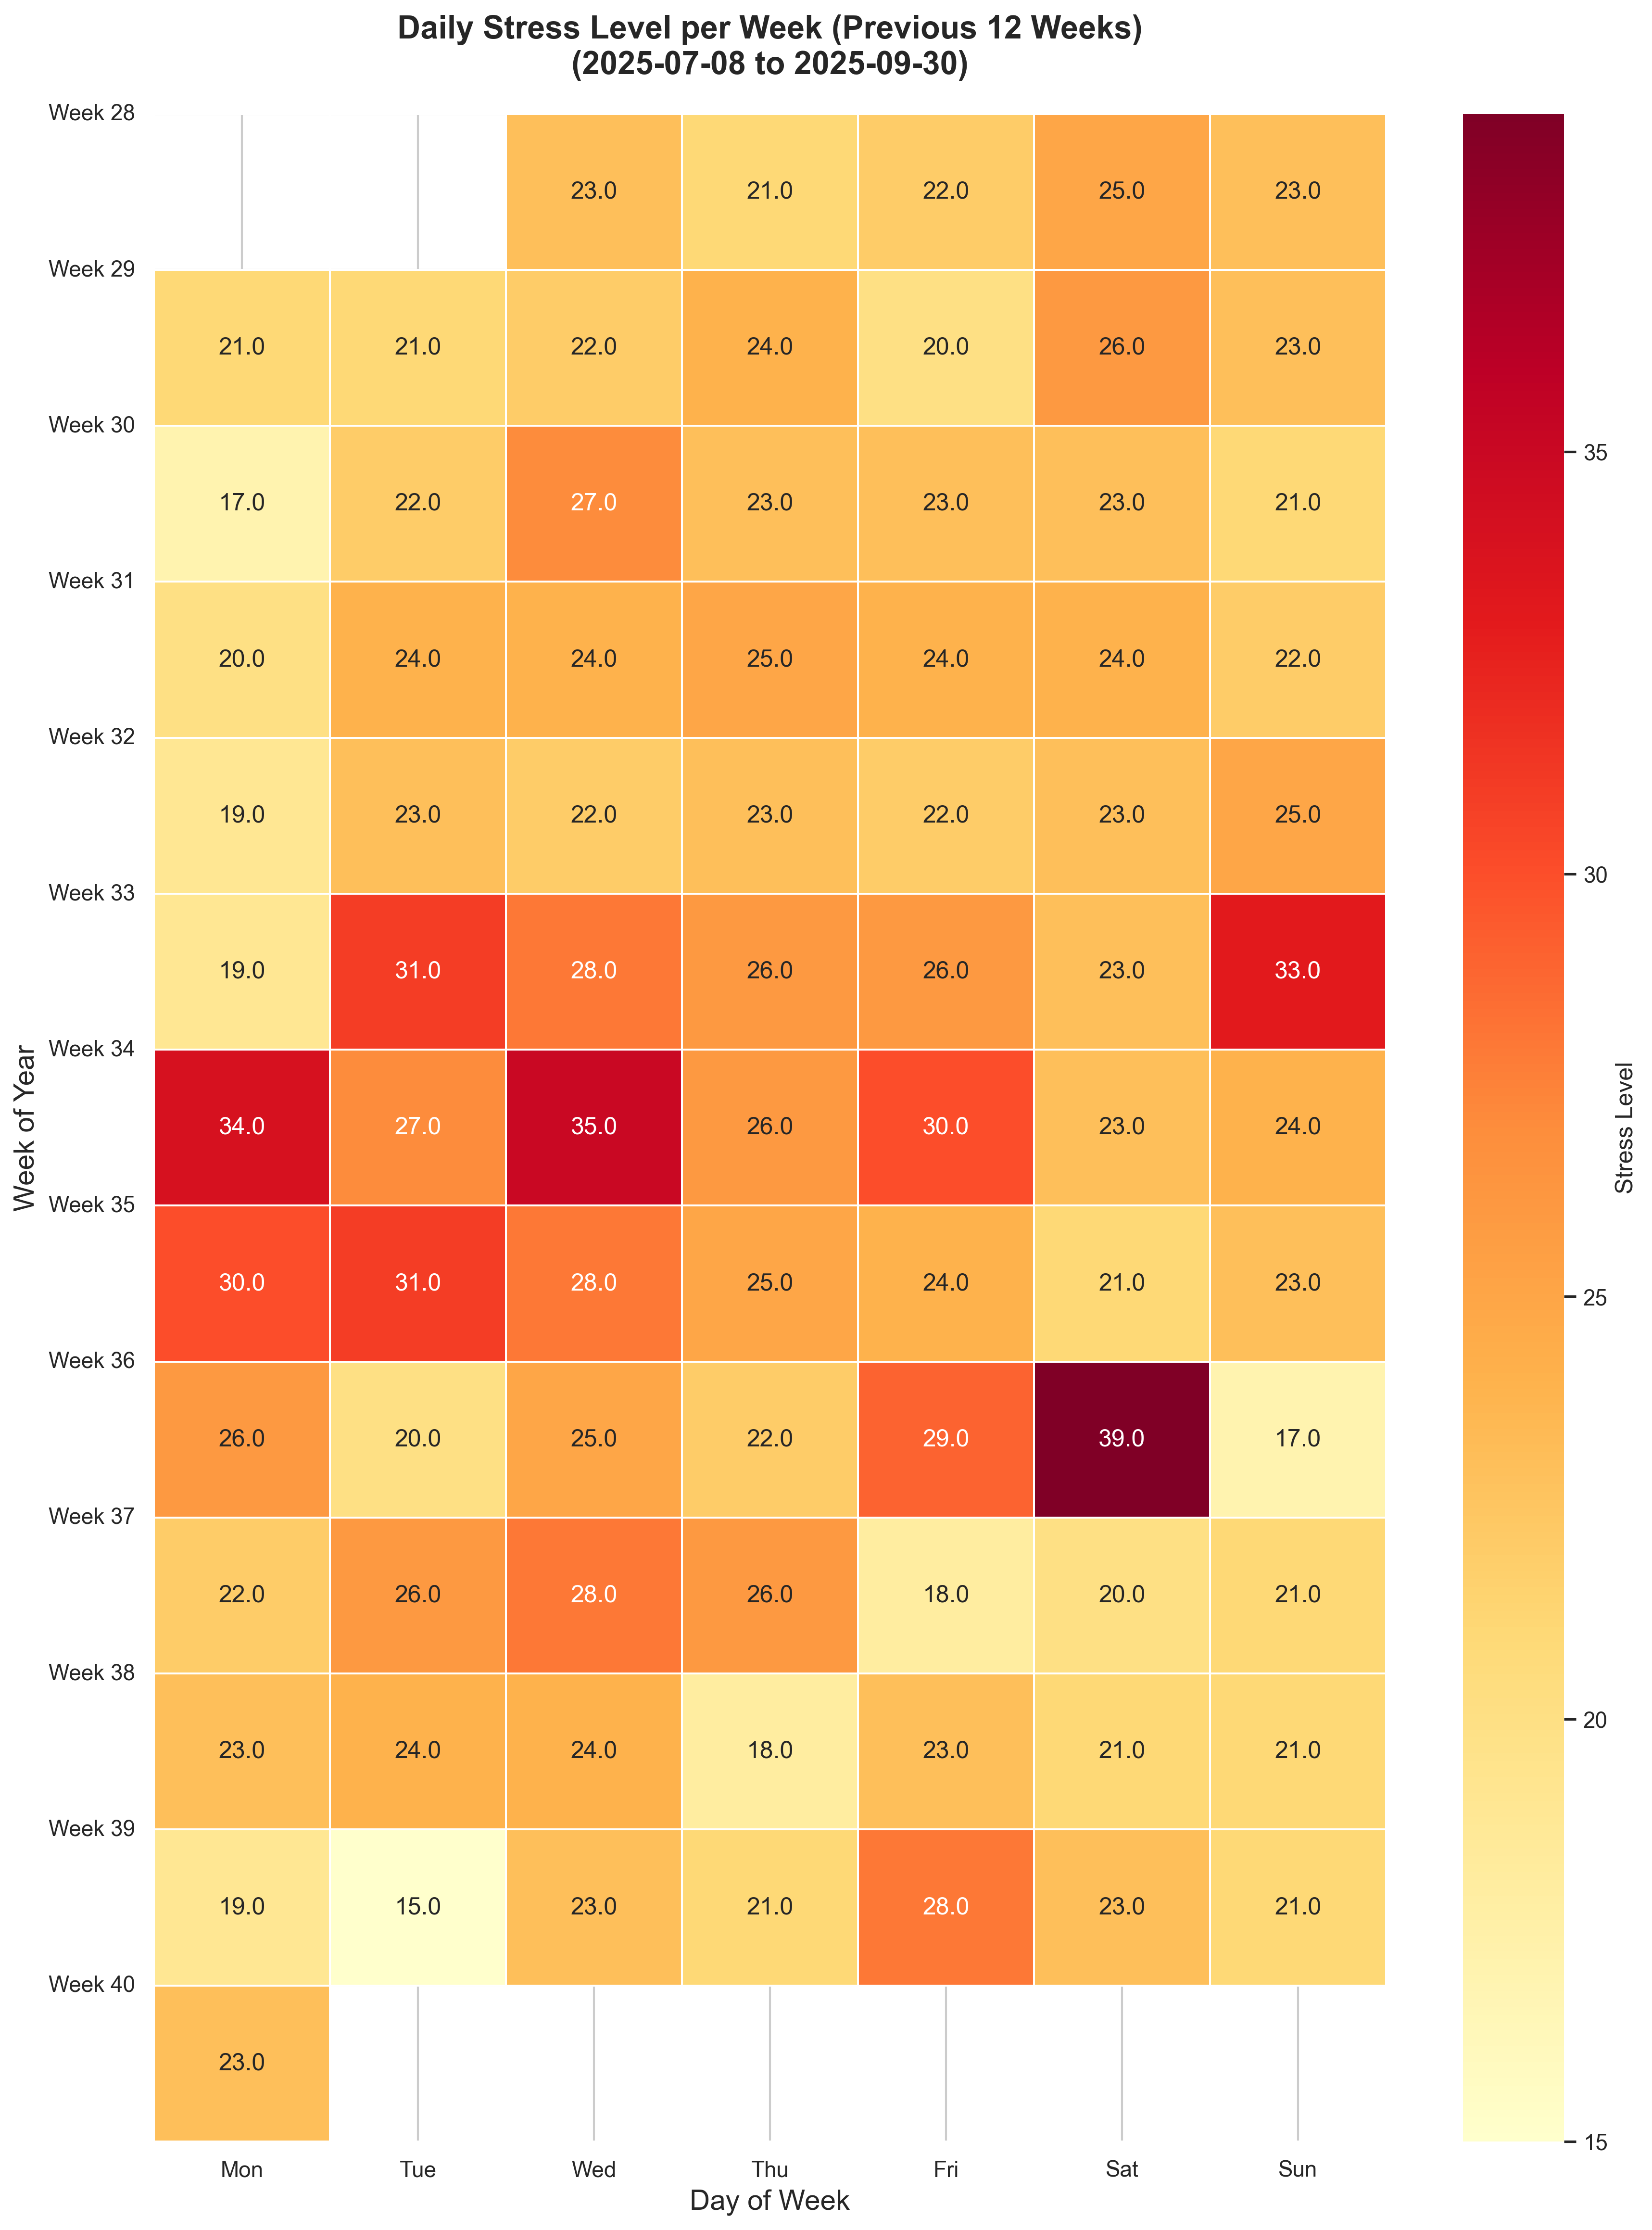 Daily Stress Level per Week (Previous 12 Weeks)
(2025-07-08 to 2025-09-30)
Week 28
23.0 21.0 22.0 25.0 23.0
Week 29
21.0 21.0 22.0 24.0 20.0 26.0 23.0
Week 30
17.0 22.0 27.0 23.0 23.0 23.0 21.0
Week 31
20.0 24.0 24.0 25.0 24.0 24.0 22.0
Week 32
19.0 23.0 22.0 23.0 22.0 23.0 25.0
Week 33
19.0 31.0 28.0 26.0 26.0 23.0 33.0
Week 34
34.0 27.0 35.0 26.0 30.0 23.0 24.0
Week 35
30.0 31.0 28.0 25.0 24.0 21.0 23.0
Week 36
26.0 20.0 25.0 22.0 29.0 39.0 17.0
Week 37
22.0 26.0 28.0 26.0 18.0 20.0 21.0
Week 38
23.0 24.0 24.0 18.0 23.0 21.0 21.0
Week 39
19.0 15.0 23.0 21.0 28.0 23.0 21.0
Week 40
23.0
Mon Tue Wed Thu Fri Sat Sun
Day of Week
Week of Year
35
30
25
20
15
Stress Level